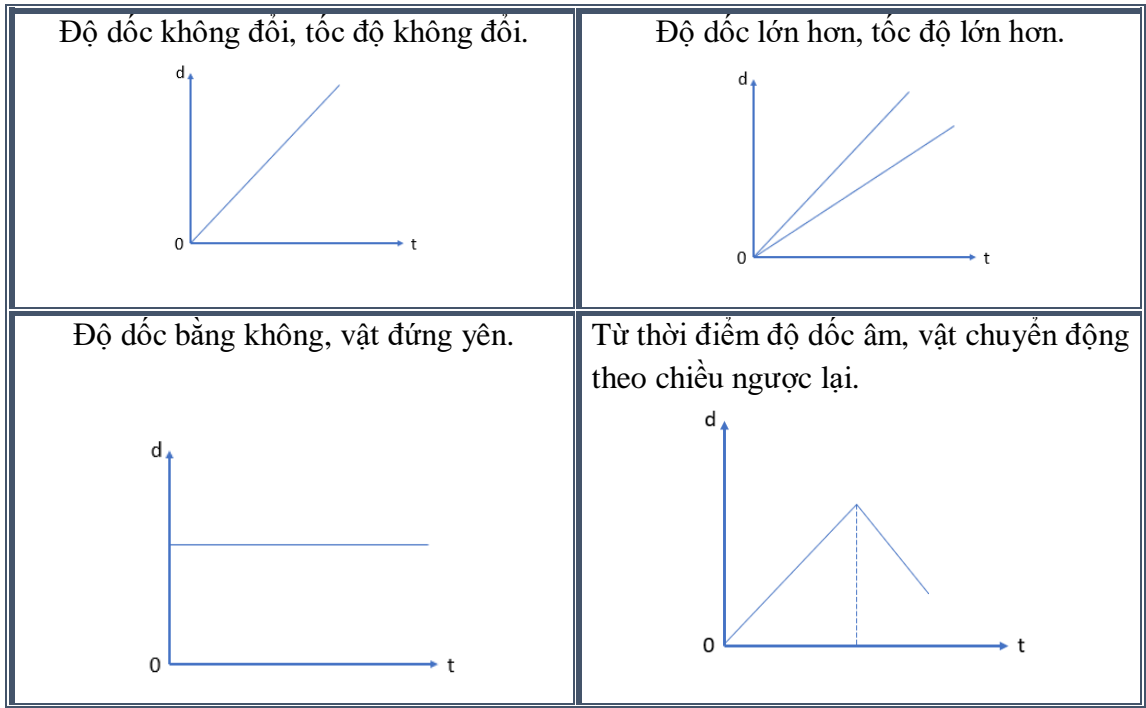 Độ dốc không đổi, tốc độ không đổi.
d
0
t
Độ dốc lớn hơn, tốc độ lớn hơn.
d
0
t
Độ dốc bằng không, vật đứng yên.
d
0
t
Từ thời điểm độ dốc âm, vật chuyển động
theo chiều ngược lại.
d
0
t